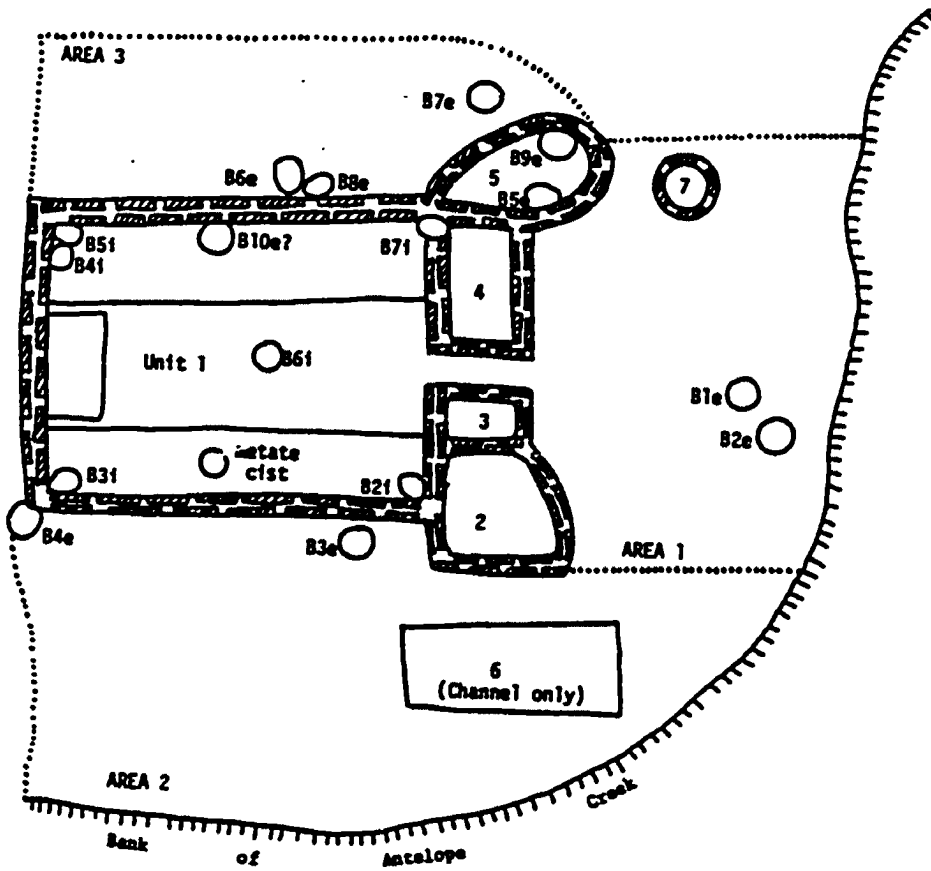 AREA 3
B7e
B9e
5
B6e
B8e
B5e
7
B5i
B10e?
B7i
B4i
4
Unit 1
B6i
B1e
3
B2e
Metate
cist
B3i
B2i
2
B4e
B3e
AREA 1
6
(Channel only)
AREA 2
Bank of Antelope Creek